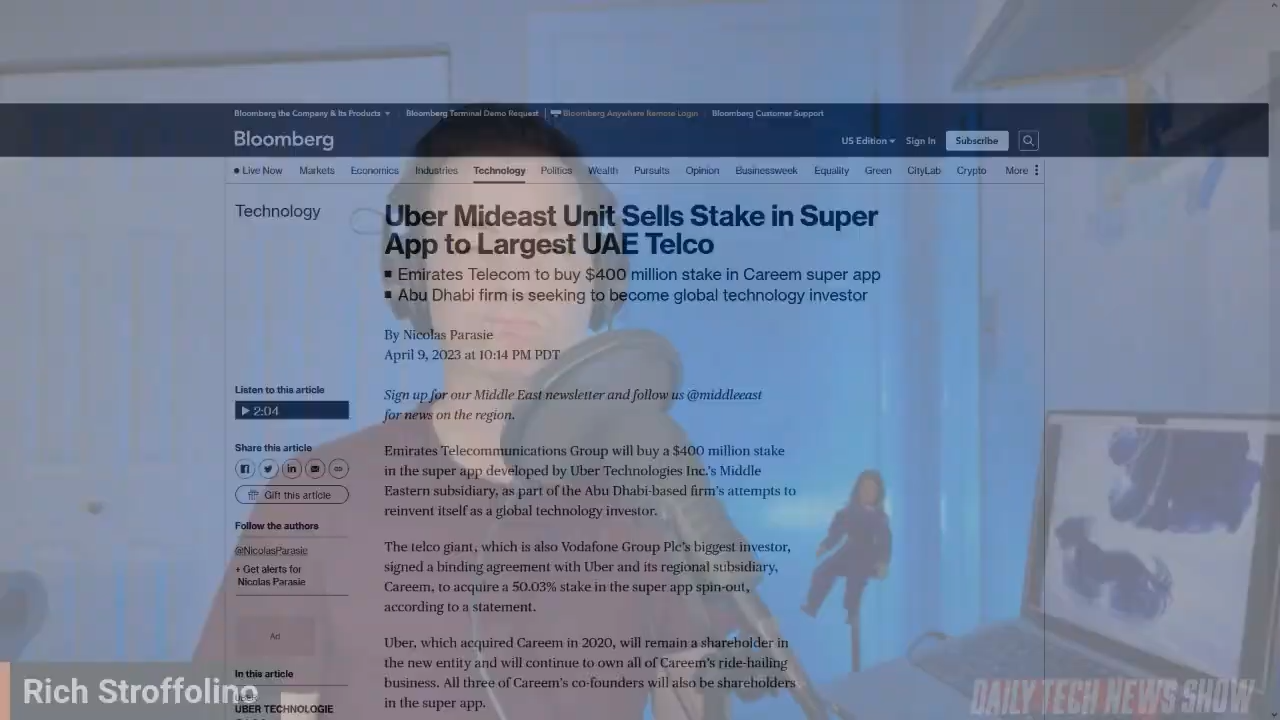 Bloomberg the Company & Its Products
Bloomberg Terminal Demo Request
Bloomberg Anywhere Remote Login
Bloomberg Customer Support
Bloomberg
US Edition
Sign In
Subscribe
Live Now Markets Economics Industries Technology Politics Wealth Pursuits Opinion Businessweek Equality Green CityLab Crypto More
Technology
Uber Mideast Unit Sells Stake in Super
App to Largest UAE Telco
Emirates Telecom to buy $400 million stake in Careem super app
Abu Dhabi firm is seeking to become global technology investor
By Nicolas Parasie
April 9, 2023 at 10:14 PM PDT
Listen to this article
2:04
Share this article
Gift this article
Follow the authors
@NicolasParasie
+ Get alerts for
Nicolas Parasie
Ad
In this article
UBER TECHNOLOGIE
Sign up for our Middle East newsletter and follow us @middleeast
for news on the region.
Emirates Telecommunications Group will buy a $400 million stake
in the super app developed by Uber Technologies Inc.'s Middle
Eastern subsidiary, as part of the Abu Dhabi-based firm's attempts to
reinvent itself as a global technology investor.
The telco giant, which is also Vodafone Group Plc's biggest investor,
signed a binding agreement with Uber and its regional subsidiary,
Careem, to acquire a 50.03% stake in the super app spin-out,
according to a statement.
Uber, which acquired Careem in 2020, will remain a shareholder in
the new entity and will continue to own all of Careem's ride-hailing
business. All three of Careem's co-founders will also be shareholders
in the super app.
Rich Stroffolino
DAILY TECH NEWS SHOW